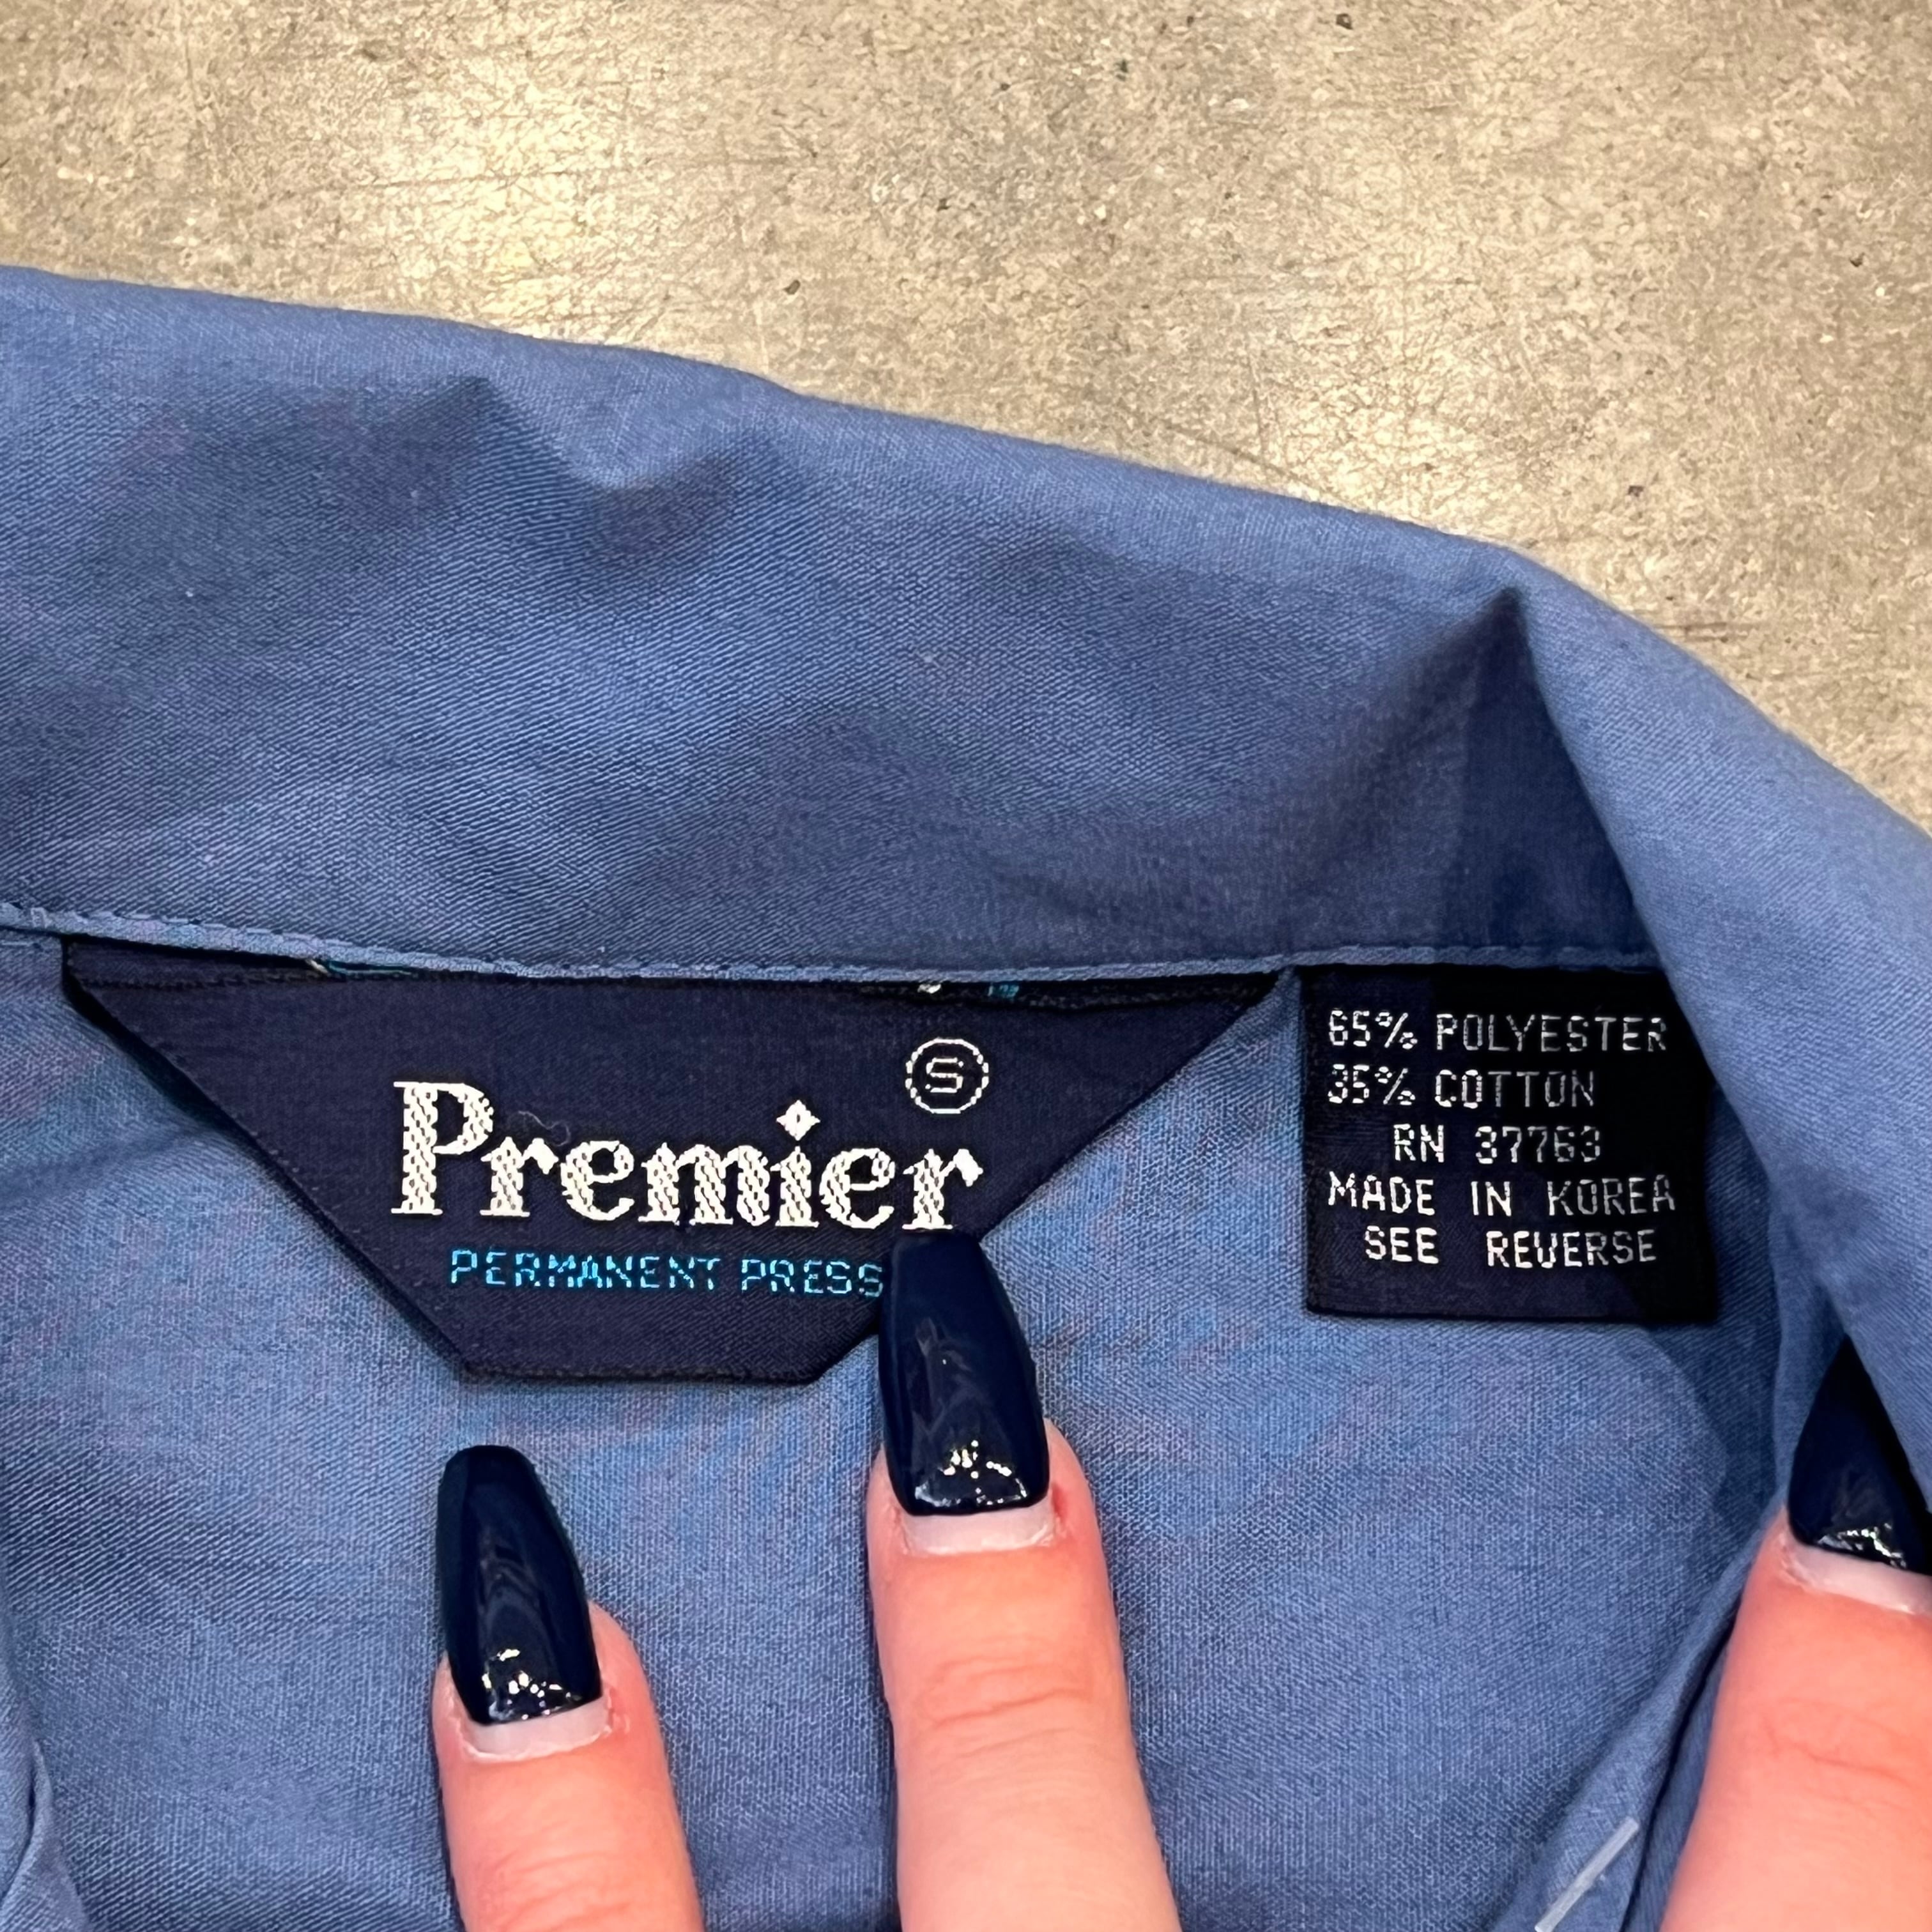 Ⓢ
Premier
PERMANENT PRESS
65% POLYESTER
35% COTTON
RN 37763
MADE IN KOREA
SEE REVERSE